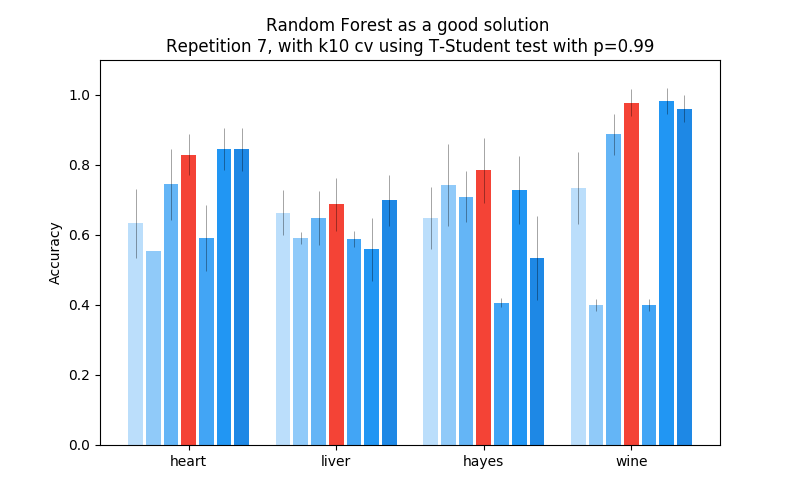 Random Forest as a good solution
Repetition 7, with k10 cv using T-Student test with p=0.99
Accuracy
1.0
0.8
0.6
0.4
0.2
0.0
heart liver hayes wine